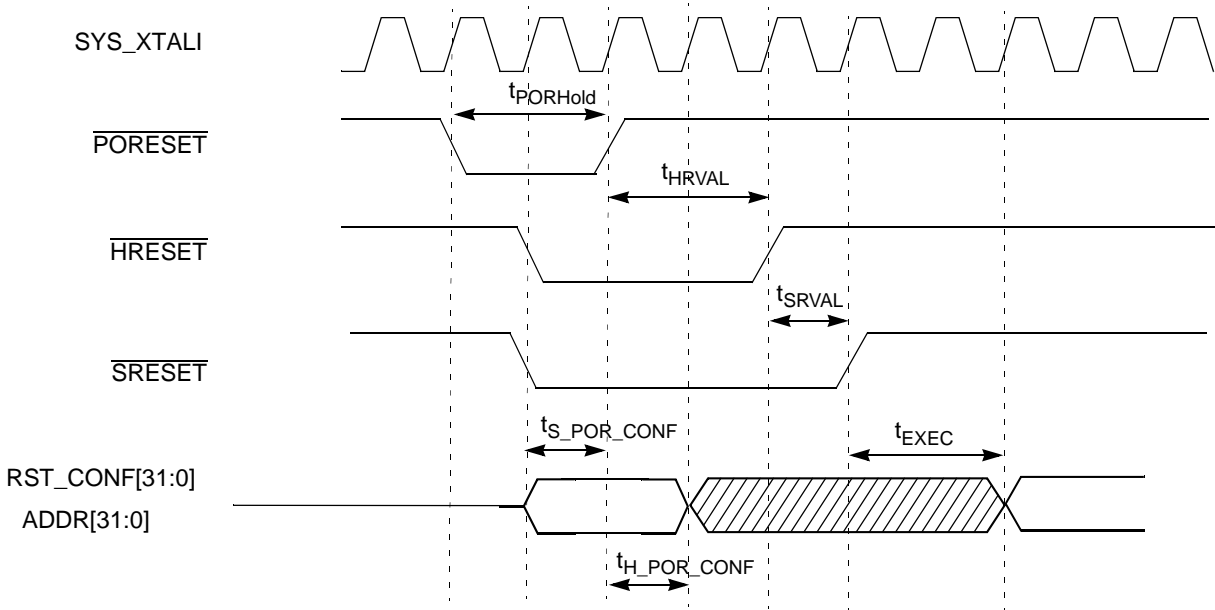 SYS_XTALI
tPORHold
PORESET
tHRVAL
HRESET
tSRVAL
SRESET
tS_POR_CONF
tEXEC
RST_CONF[31:0]
ADDR[31:0]
tH_POR_CONF